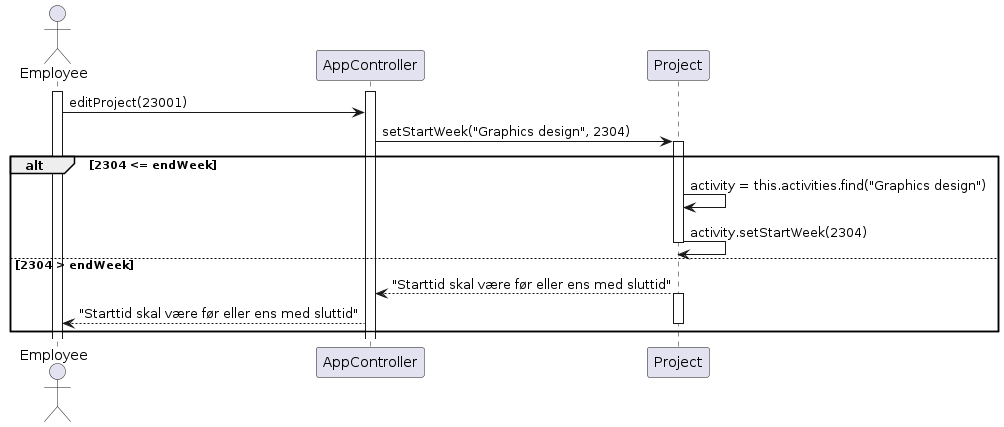 Employee
AppController
Project
editProject(23001)
setStartWeek("Graphics design", 2304)
alt
[2304 <= endWeek]
activity = this.activities.find("Graphics design")
activity.setStartWeek(2304)
[2304 > endWeek]
"Starttid skal være før eller ens med sluttid"
"Starttid skal være før eller ens med sluttid"
Employee
AppController
Project